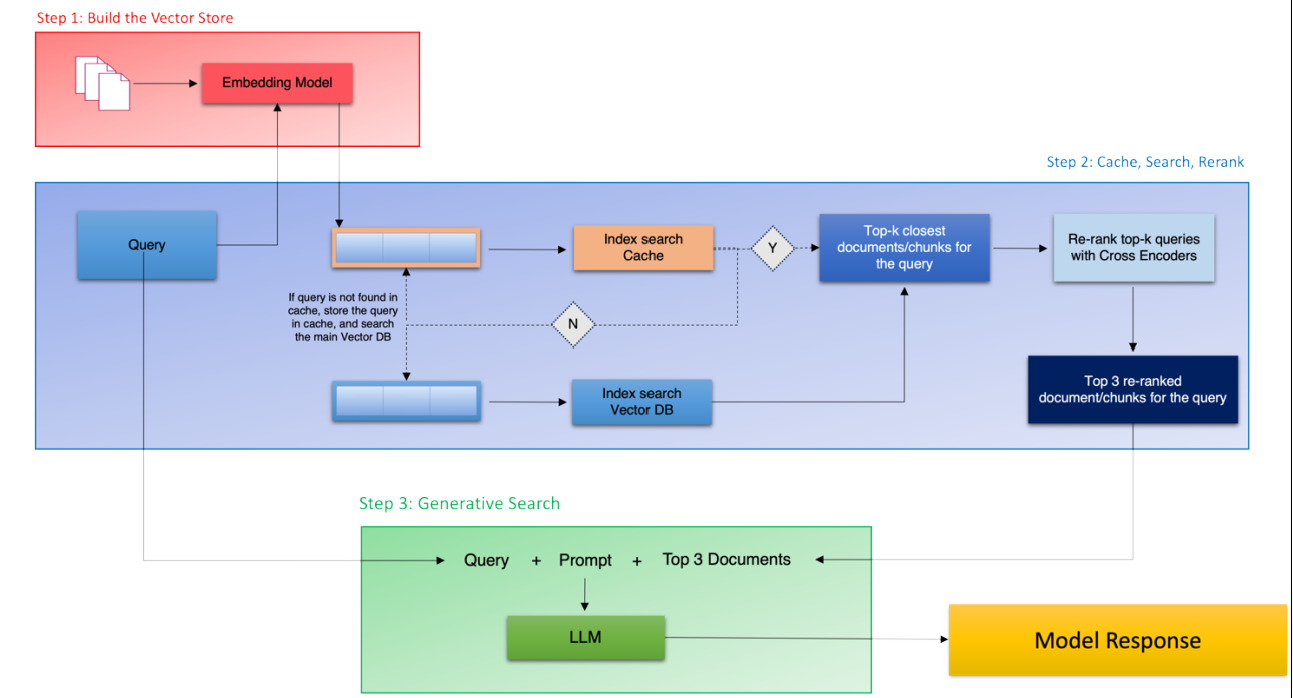 Step 1: Build the Vector Store
Embedding Model
Step 2: Cache, Search, Rerank
Query
Index search
Cache
Y
Top-k closest
documents/chunks for
the query
Re-rank top-k queries
with Cross Encoders
If query is not found in
cache, store the query
in cache, and search
the main Vector DB
N
Index search
Vector DB
Top 3 re-ranked
document/chunks for the query
Step 3: Generative Search
Query + Prompt + Top 3 Documents
LLM
Model Response